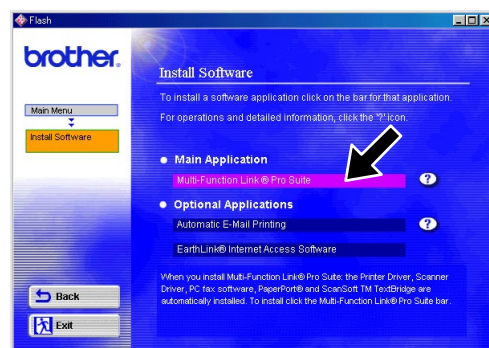 Flash
brother.
Install Software
To install a software application click on the bar for that application.
For operations and detailed information, click the '?' icon.
Main Menu
Install Software
Main Application
Multi-Function Link® Pro Suite
?
Optional Applications
Automatic E-Mail Printing
?
EarthLink® Internet Access Software
When you install Multi-Function Link® Pro Suite: the Printer Driver, Scanner
Driver, PC fax software, PaperPort® and ScanSoft TM TextBridge are
automatically installed. To install click the Multi-Function Link® Pro Suite bar.
Back
Exit